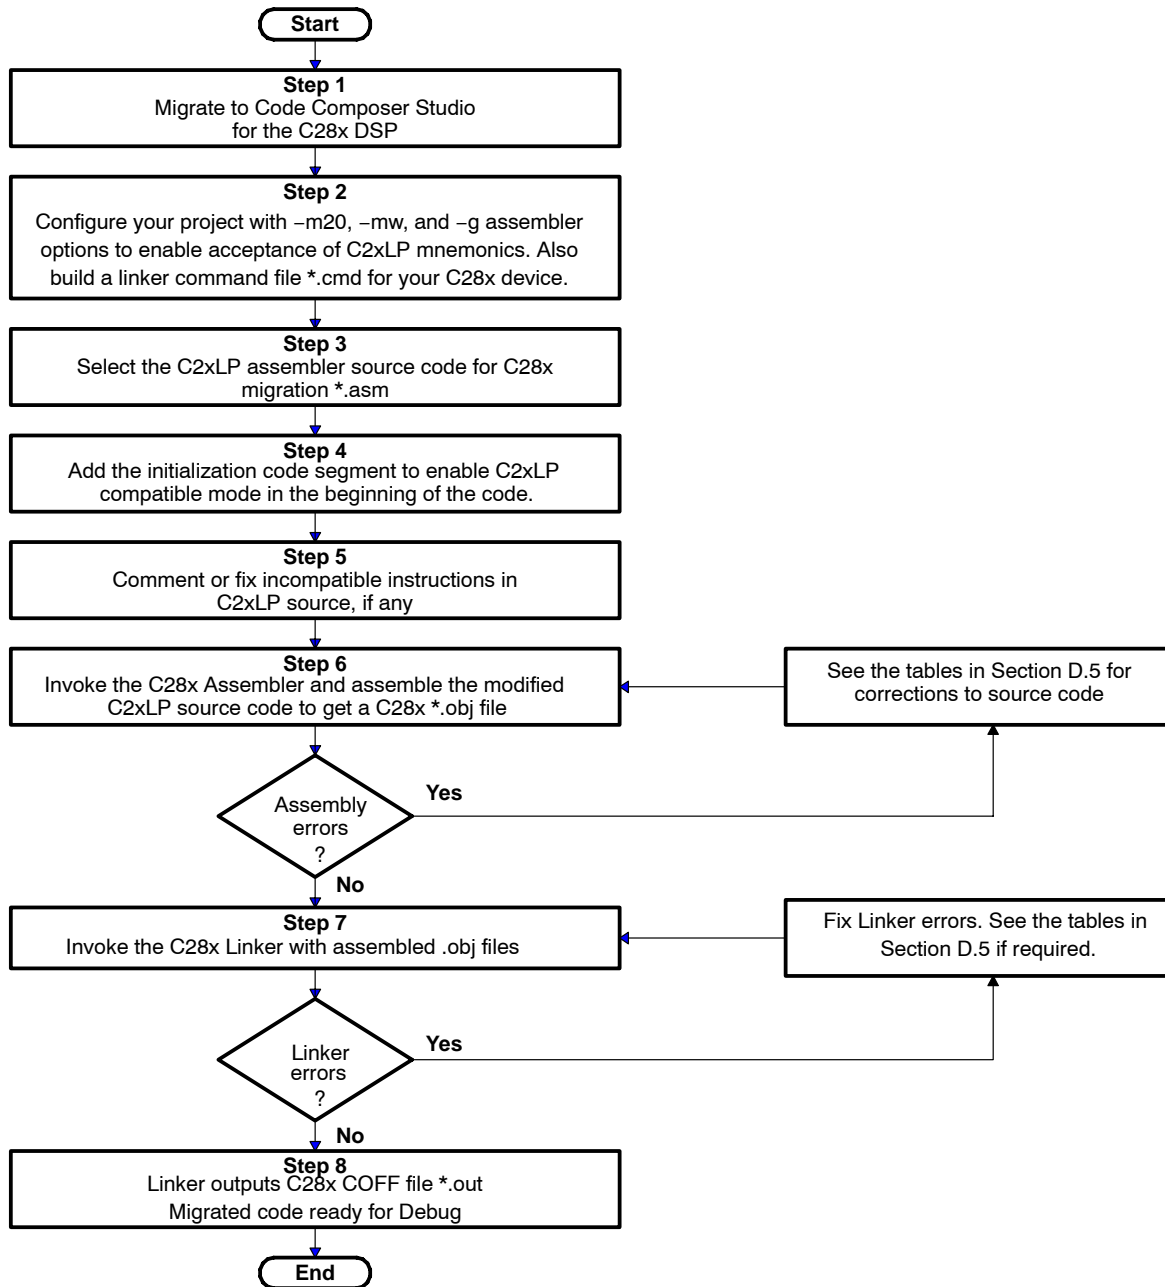 Start
Step 1
Migrate to Code Composer Studio
for the C28x DSP
Step 2
Configure your project with −m20, −mw, and −g assembler
options to enable acceptance of C2xLP mnemonics. Also
build a linker command file *.cmd for your C28x device.
Step 3
Select the C2xLP assembler source code for C28x
migration *.asm
Step 4
Add the initialization code segment to enable C2xLP
compatible mode in the beginning of the code.
Step 5
Comment or fix incompatible instructions in
C2xLP source, if any
Step 6
Invoke the C28x Assembler and assemble the modified
C2xLP source code to get a C28x *.obj file
See the tables in Section D.5 for
corrections to source code
Assembly
errors
?
Yes
No
Step 7
Invoke the C28x Linker with assembled .obj files
Fix Linker errors. See the tables in
Section D.5 if required.
Linker
errors
?
Yes
No
Step 8
Linker outputs C28x COFF file *.out
Migrated code ready for Debug
End